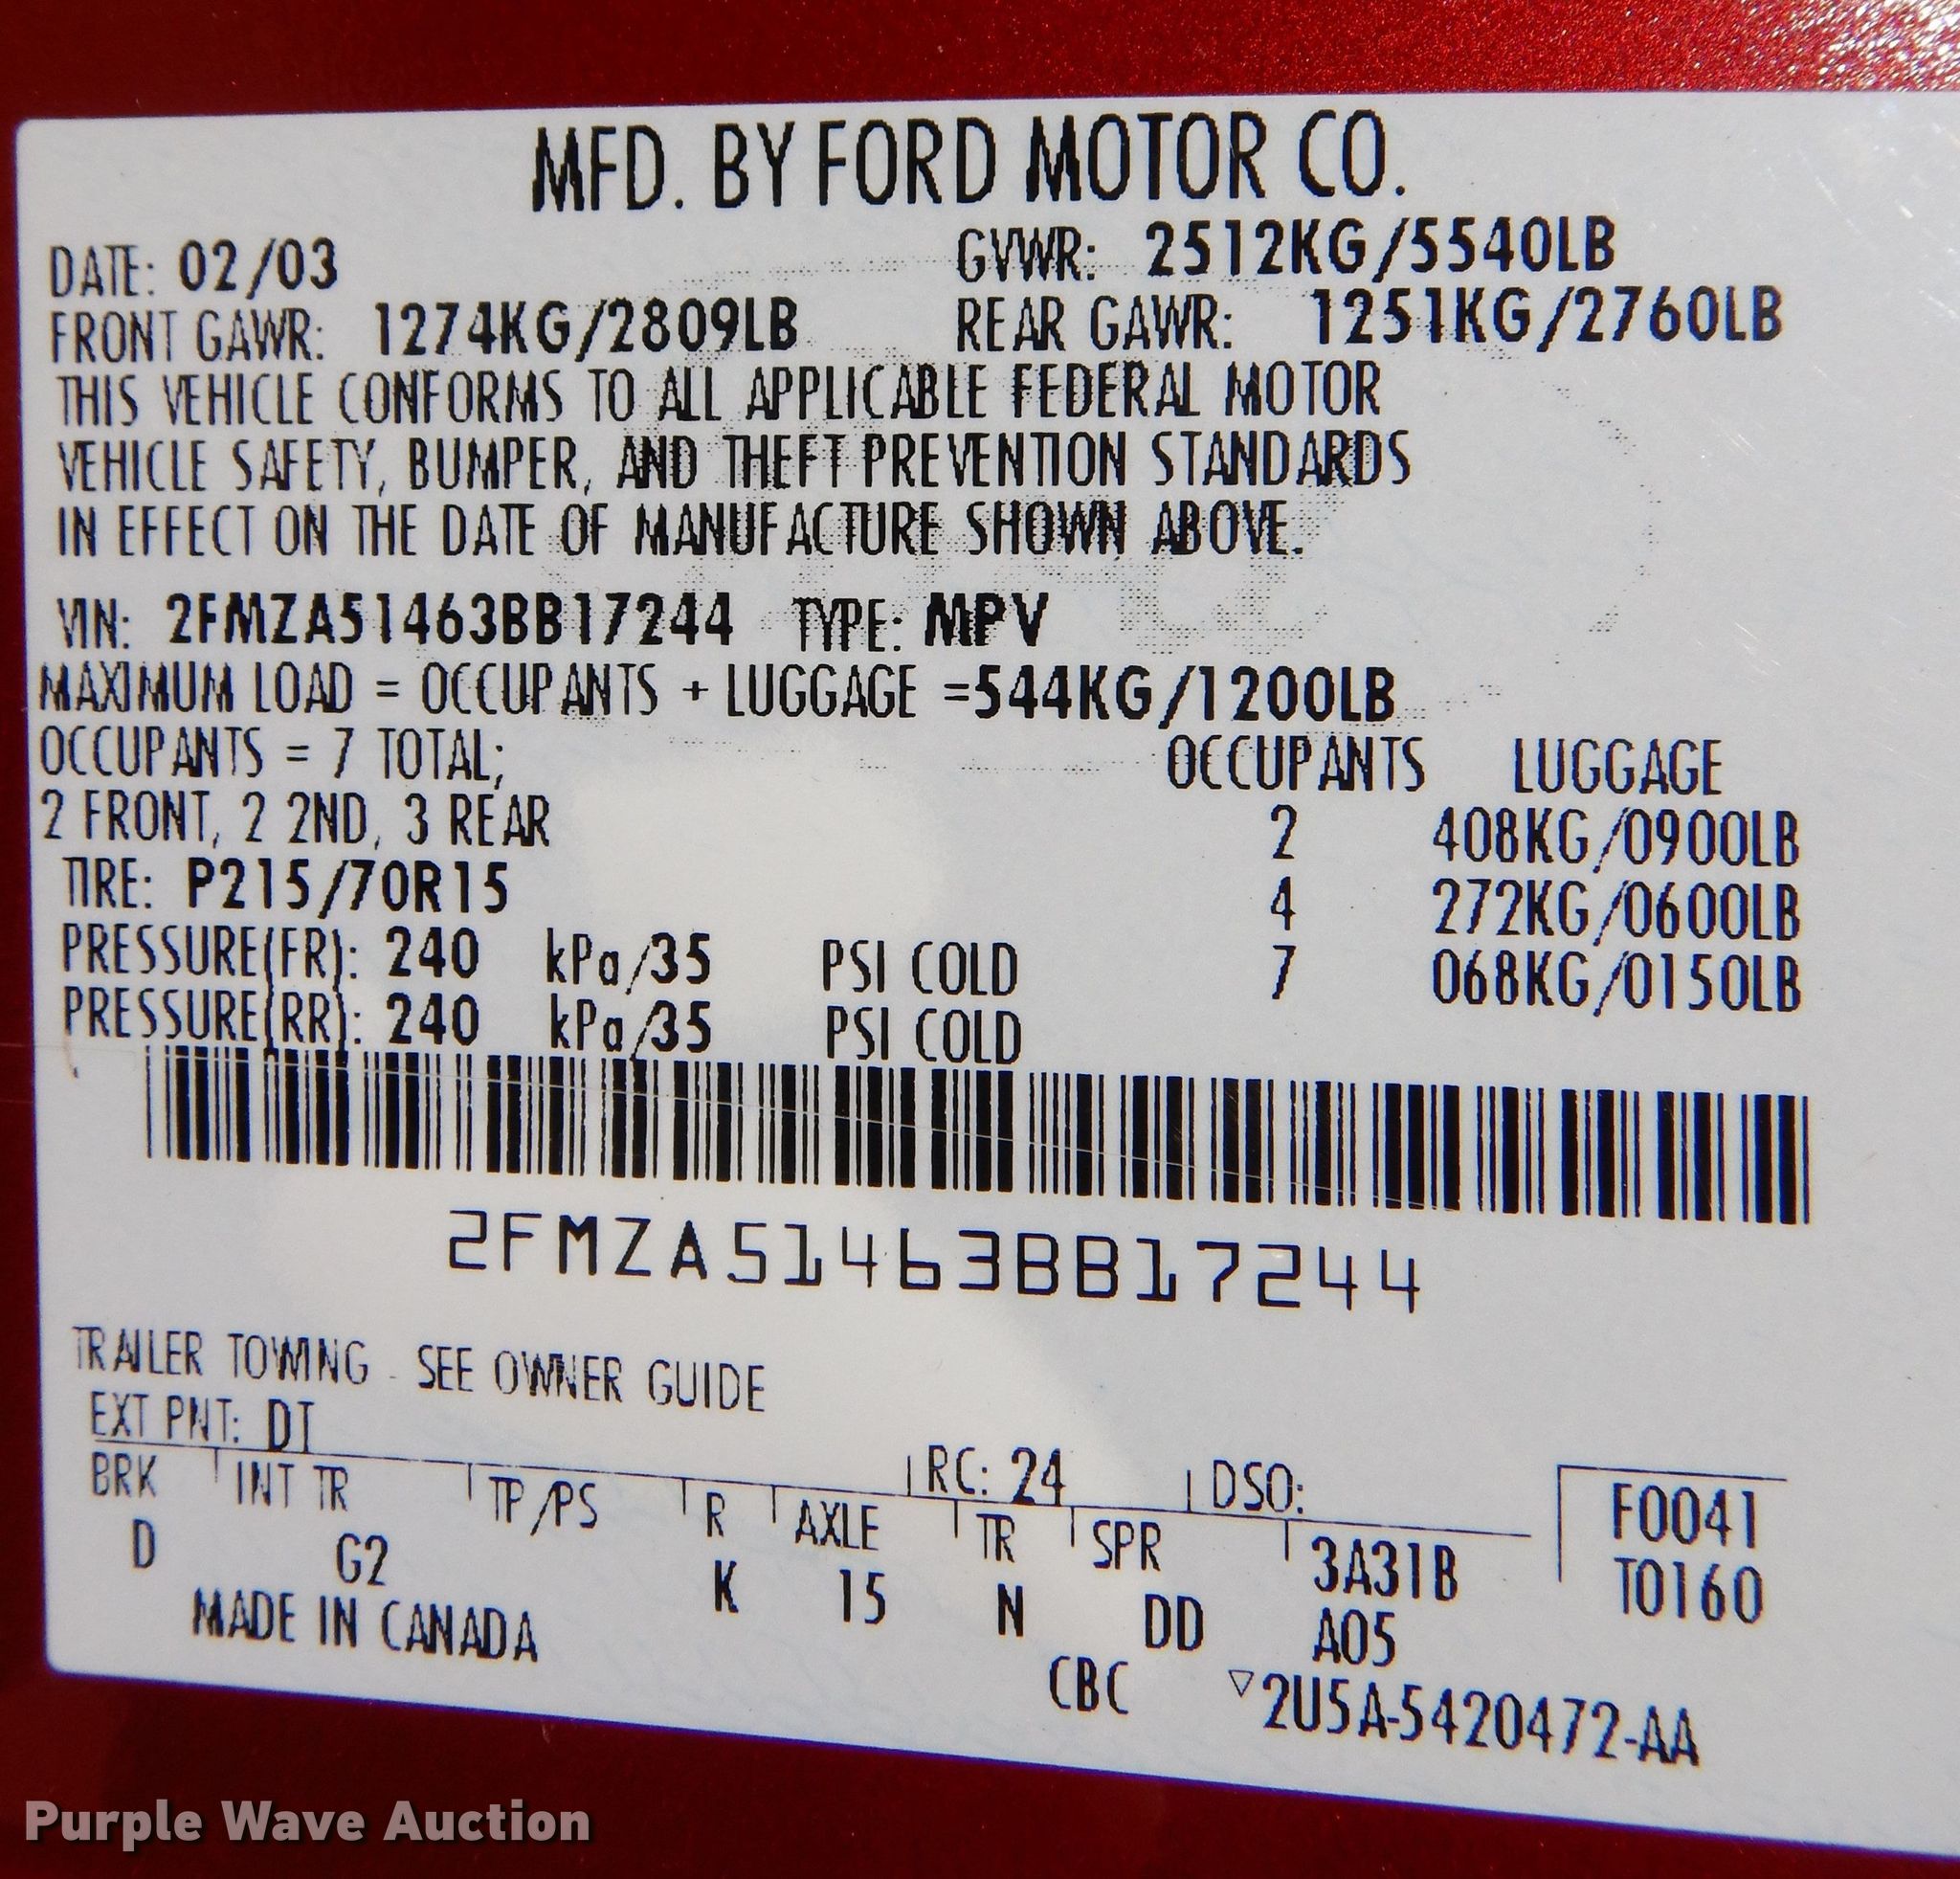 MFD. BY FORD MOTOR CO.
DATE: 02/03 GVWR: 2512KG/5540LB
FRONT GAWR: 1274KG/2809LB REAR GAWR: 1251KG/2760LB
THIS VEHICLE CONFORMS TO ALL APPLICABLE FEDERAL MOTOR
VEHICLE SAFETY, BUMPER, AND THEFT PREVENTION STANDARDS
IN EFFECT ON THE DATE OF MANUFACTURE SHOWN ABOVE.
VIN: 2FMZA51463BB17244 TYPE: MPV
MAXIMUM LOAD = OCCUPANTS + LUGGAGE =544KG/1200LB
OCCUPANTS = 7 TOTAL; OCCUPANTS LUGGAGE
2 FRONT, 2 2ND, 3 REAR 2 408KG/0900LB
TIRE: P215/70R15 4 272KG/0600LB
PRESSURE(FR): 240 kPa/35 PSI COLD 7 068KG/0150LB
PRESSURE(RR): 240 kPa/35 PSI COLD
2FMZA51463BB17244
TRAILER TOWING - SEE OWNER GUIDE
EXT PNT: DT RC: 24 DSO: F0041
BRK INT TR TP/PS R AXLE TR SPR 3A31B T0160
D G2 K 15 N DD A05
MADE IN CANADA CBC ▽2U5A-5420472-AA
Purple Wave Auction